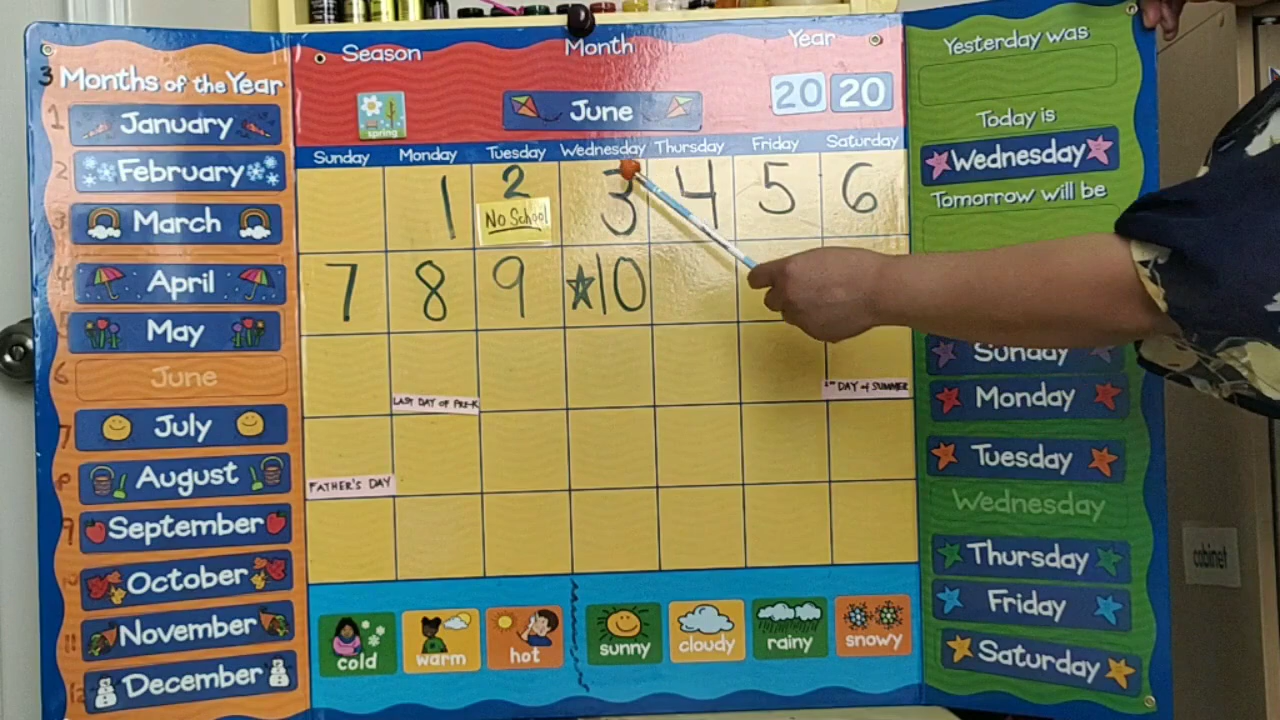 3
Months of the Year
1 January
2 February
3 March
4 April
5 May
6 June
7 July
8 August
9 September
October
11 November
12 December
Season
Month
Year
spring
June
20 20
Sunday Monday Tuesday Wednesday Thursday Friday Saturday
1 2 3 4 5 6
No School
7 8 9 10
LAST DAY OF PRE-K
1ST DAY of SUMMER
FATHER'S DAY
cold warm hot sunny cloudy rainy snowy
Yesterday was
Today is
Wednesday
Tomorrow will be
Sunday
Monday
Tuesday
Wednesday
Thursday
Friday
Saturday
cabinet